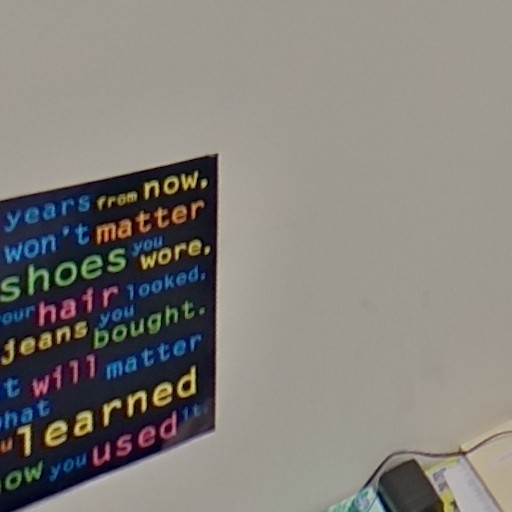 years from now,
won't matter
shoes you wore.
our hair looked.
jeans you bought.
t will matter
hat
u learned
ow you used it.